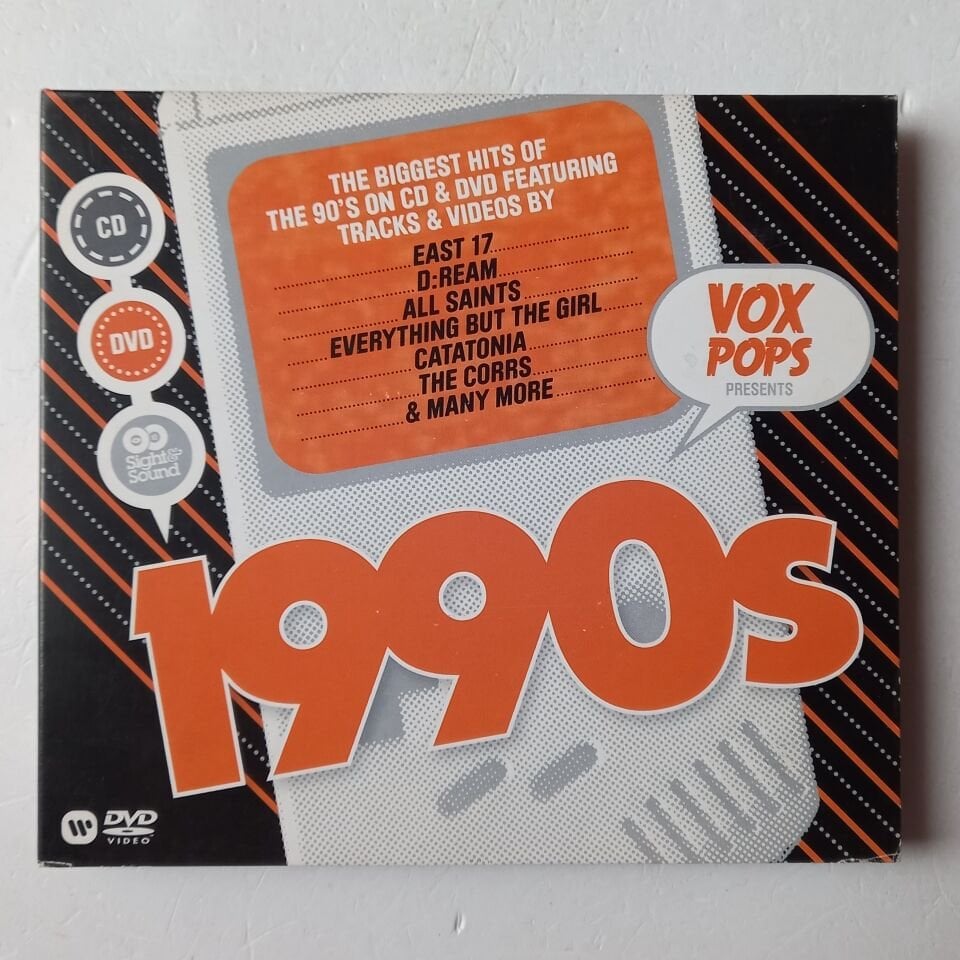 THE BIGGEST HITS OF
THE 90'S ON CD & DVD FEATURING
TRACKS & VIDEOS BY
EAST 17
D:REAM
ALL SAINTS
EVERYTHING BUT THE GIRL
CATATONIA
THE CORRS
& MANY MORE
CD
DVD
Sight&
Sound
VOX
POPS
PRESENTS
1990s
W
DVD
VIDEO